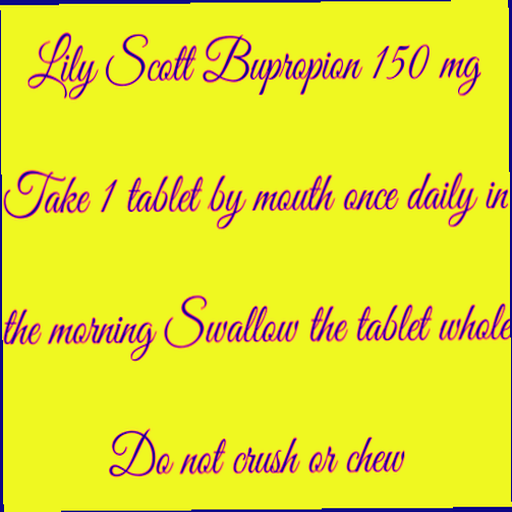 Lily Scott Bupropion 150 mg
Take 1 tablet by mouth once daily in
the morning Swallow the tablet whole
Do not crush or chew